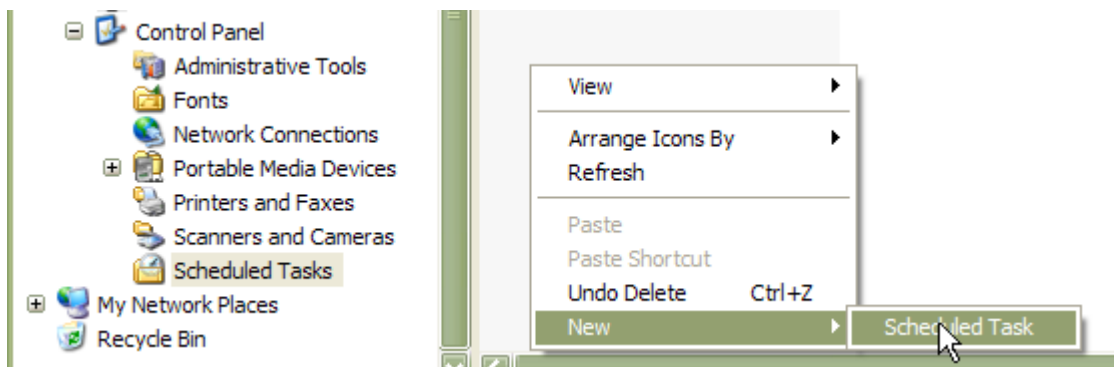 Control Panel
Administrative Tools
Fonts
Network Connections
Portable Media Devices
Printers and Faxes
Scanners and Cameras
Scheduled Tasks
My Network Places
Recycle Bin
View
Arrange Icons By
Refresh
Paste
Paste Shortcut
Undo Delete Ctrl+Z
New
Scheduled Task